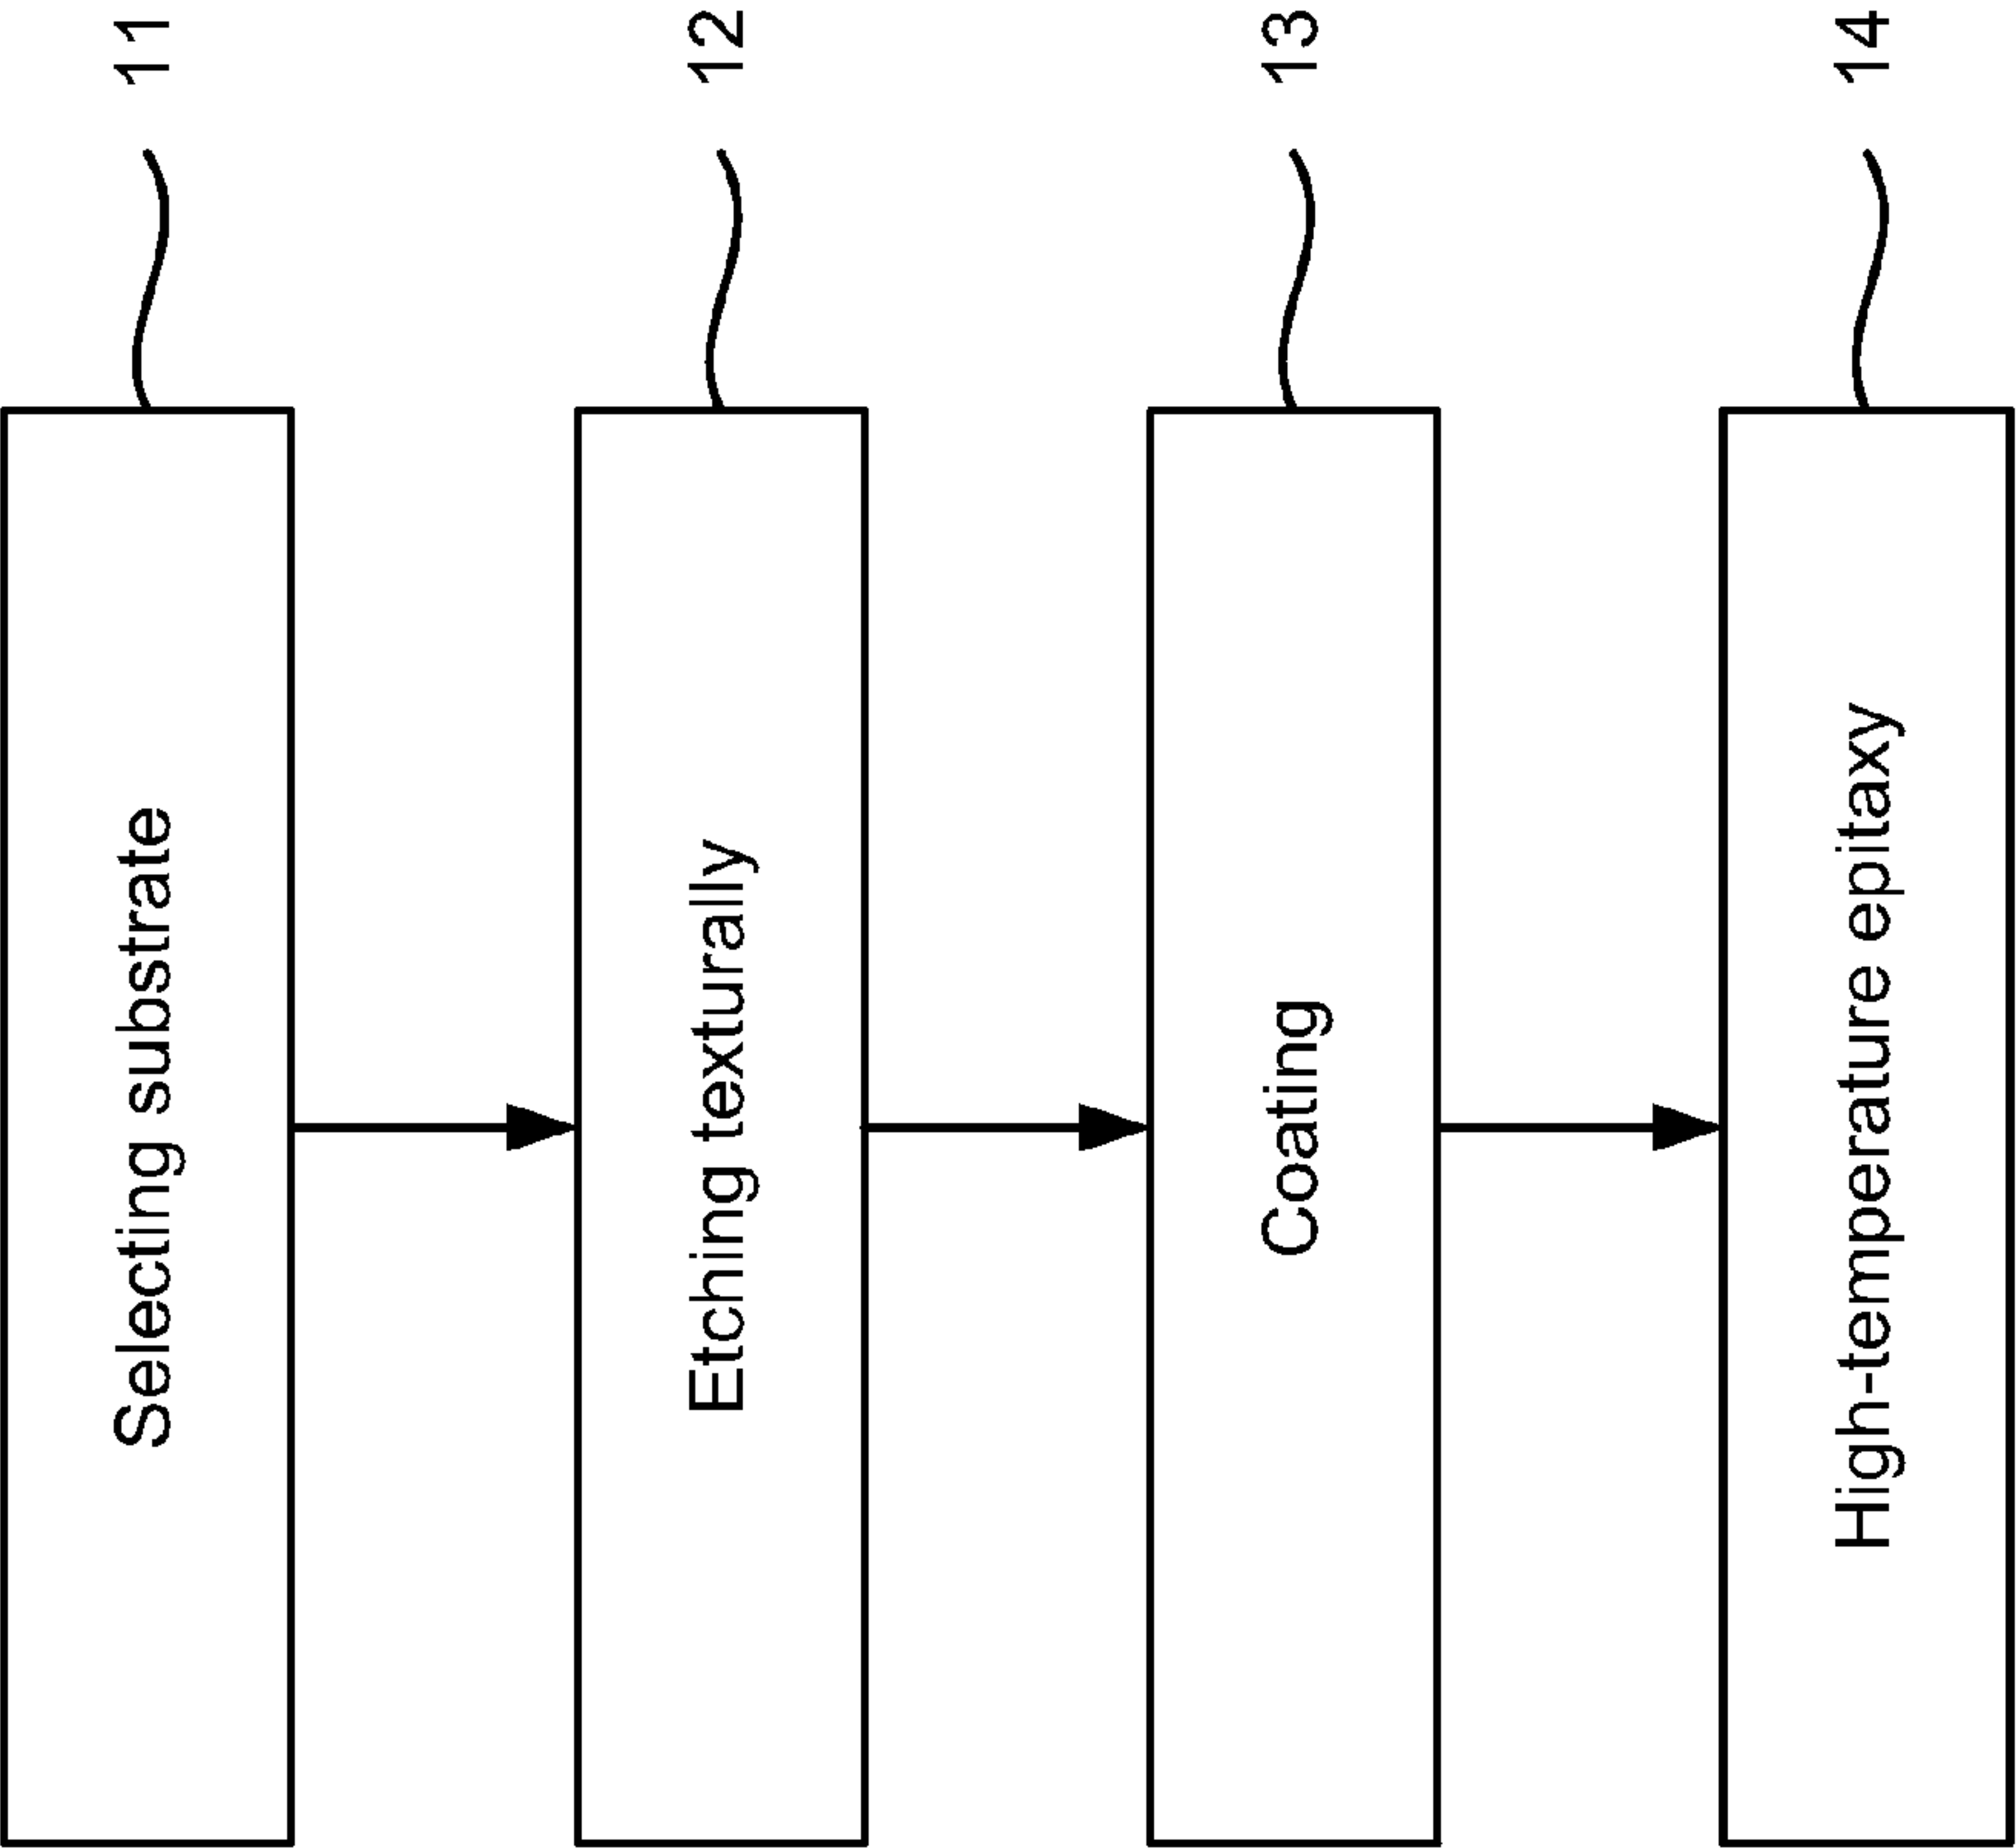 Selecting substrate
11
Etching texturally
12
Coating
13
High-temperature epitaxy
14